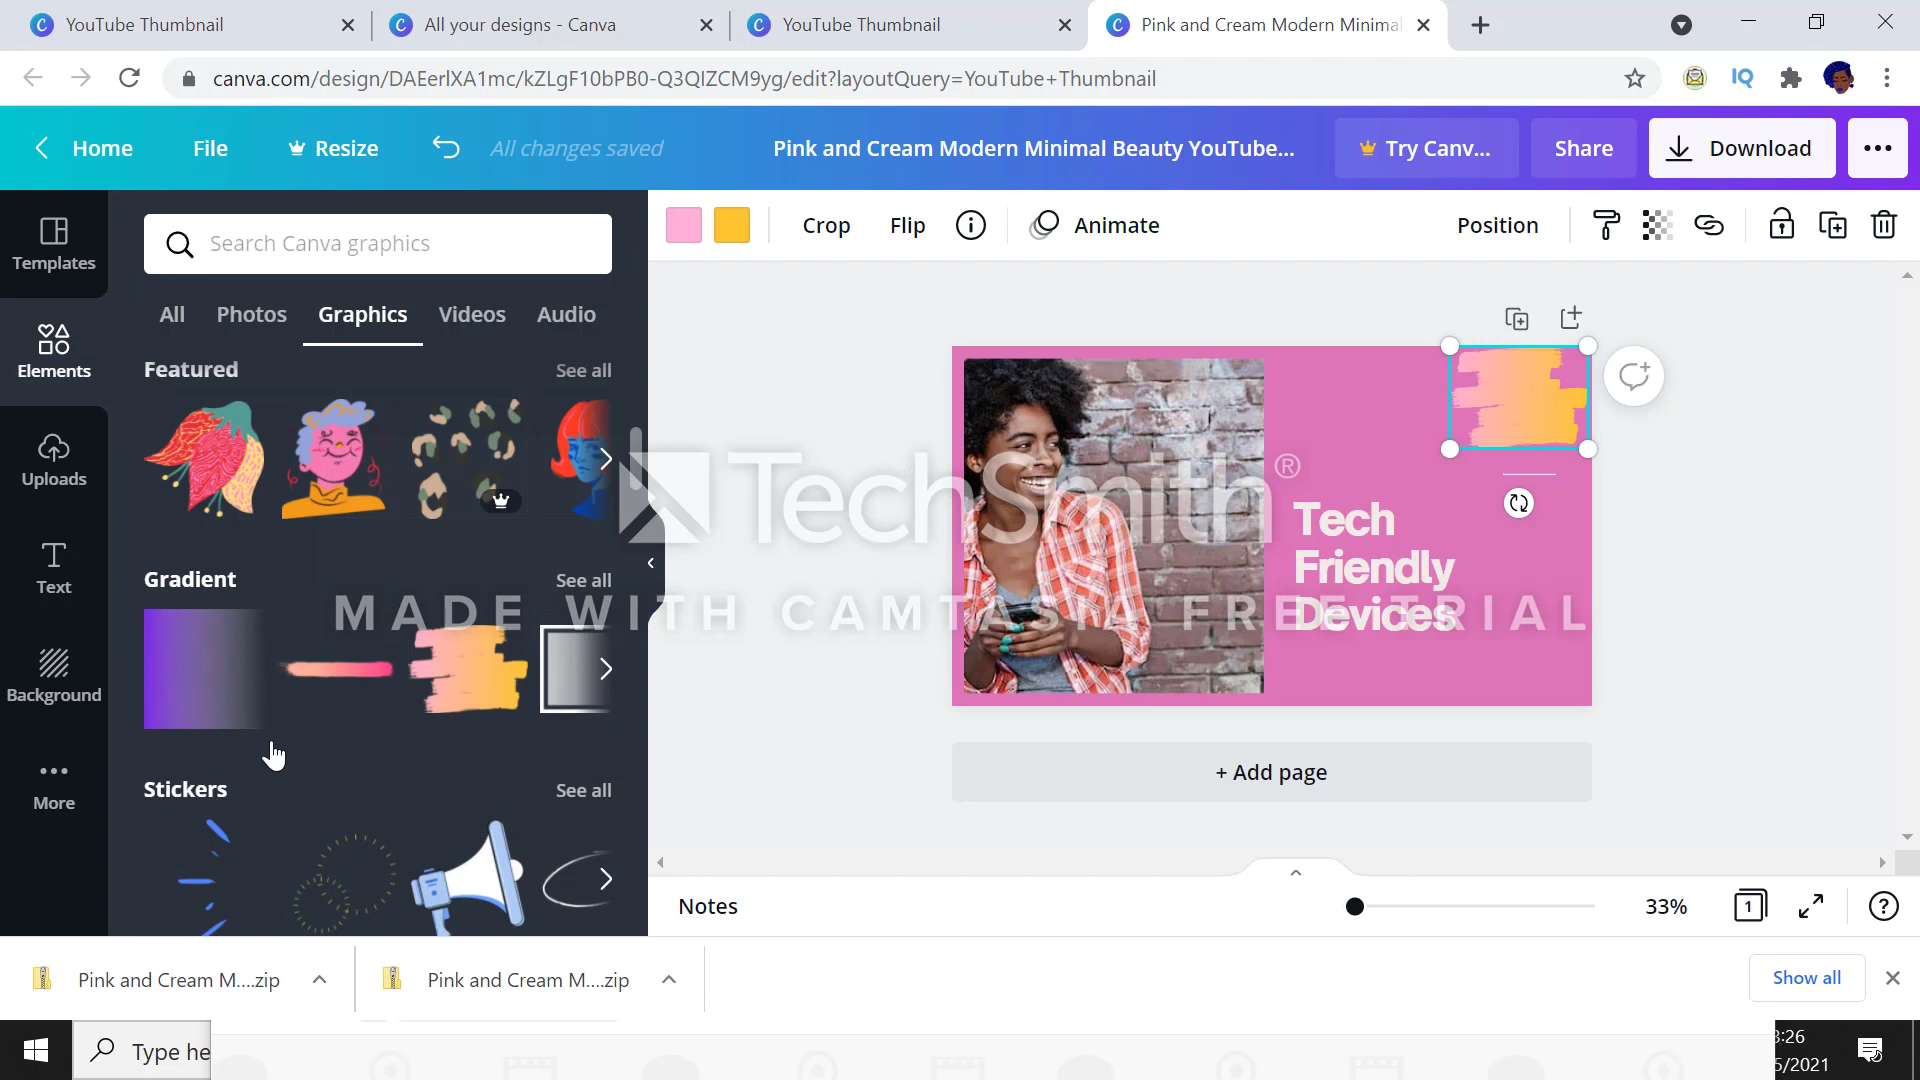 YouTube Thumbnail
All your designs - Canva
YouTube Thumbnail
Pink and Cream Modern Minimal
canva.com/design/DAEerlXA1mc/kZLgF10bPB0-Q3QIZCM9yg/edit?layoutQuery=YouTube+Thumbnail
IQ
Home
File
Resize
All changes saved
Pink and Cream Modern Minimal Beauty YouTube...
Try Canv...
Share
Download
Templates
Elements
Uploads
Text
Background
More
Search Canva graphics
All
Photos
Graphics
Videos
Audio
Featured
See all
Gradient
See all
Stickers
See all
Crop
Flip
Animate
Position
Tech
Friendly
Devices
TechSmith®
MADE WITH CAMTASIA FREE TRIAL
+ Add page
Notes
33%
1
Pink and Cream M....zip
Pink and Cream M....zip
Show all
Type he
:26
5/2021